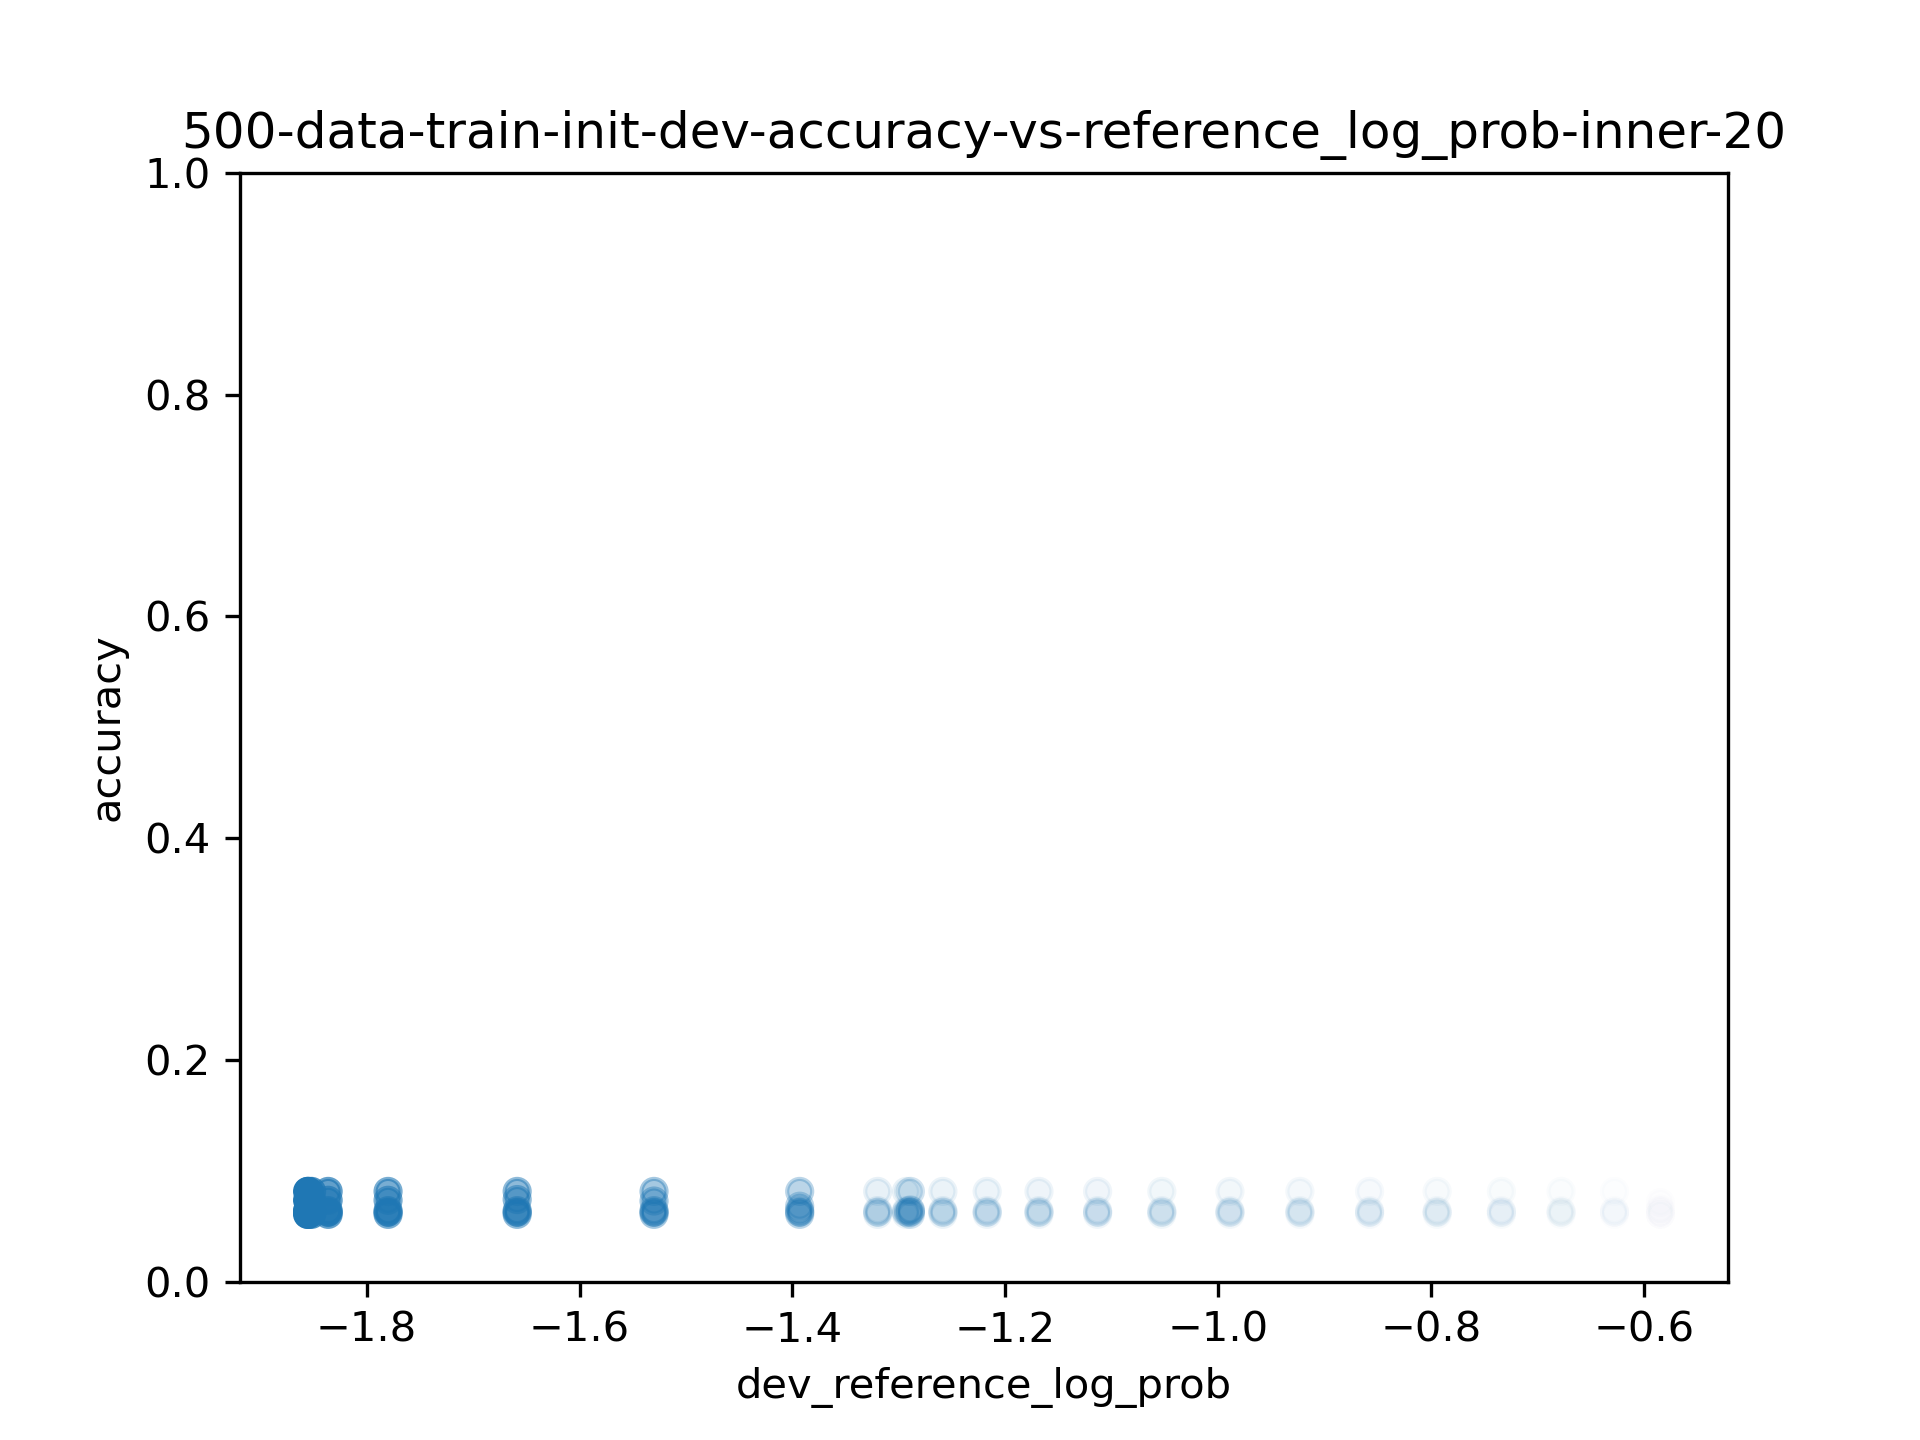 500-data-train-init-dev-accuracy-vs-reference_log_prob-inner-20
1.0
0.8
0.6
0.4
0.2
0.0
accuracy
−1.8 −1.6 −1.4 −1.2 −1.0 −0.8 −0.6
dev_reference_log_prob